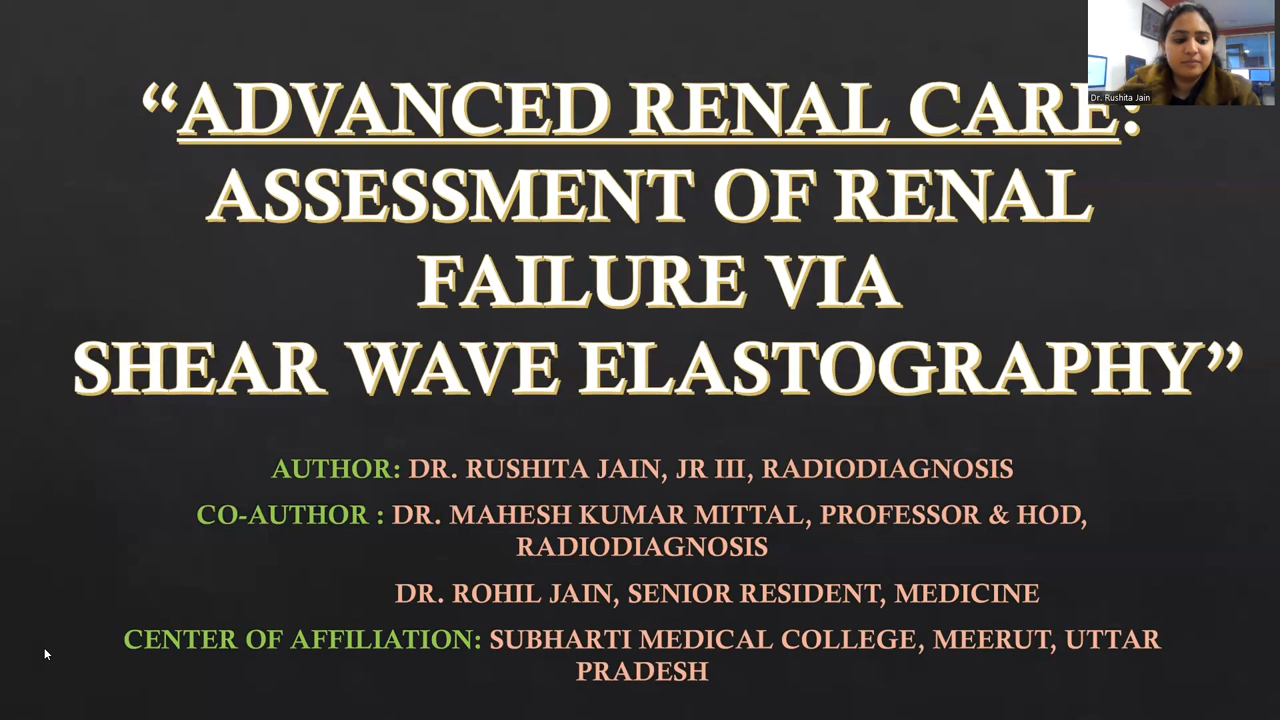 Dr. Rushita Jain
“ADVANCED RENAL CARE:
ASSESSMENT OF RENAL
FAILURE VIA
SHEAR WAVE ELASTOGRAPHY”
AUTHOR: DR. RUSHITA JAIN, JR III, RADIODIAGNOSIS
CO-AUTHOR : DR. MAHESH KUMAR MITTAL, PROFESSOR & HOD,
RADIODIAGNOSIS
DR. ROHIL JAIN, SENIOR RESIDENT, MEDICINE
CENTER OF AFFILIATION: SUBHARTI MEDICAL COLLEGE, MEERUT, UTTAR
PRADESH